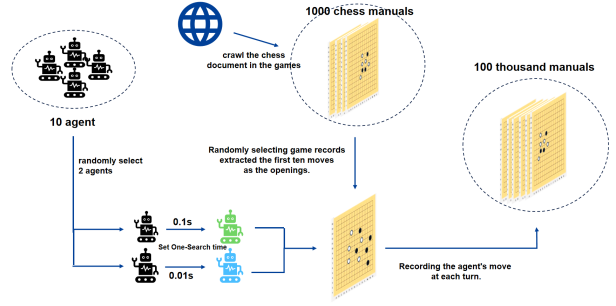 1000 chess manuals
crawl the chess
document in the games
100 thousand manuals
10 agent
randomly select
2 agents
Randomly selecting game records
extracted the first ten moves
as the openings.
0.1s
Set One-Search time
0.01s
Recording the agent's move
at each turn.